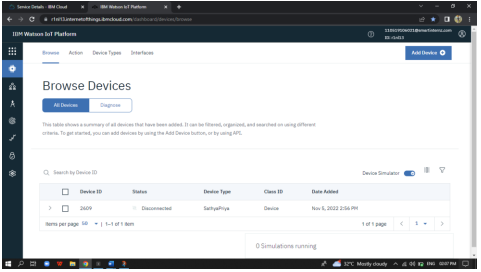 Service Details - IBM Cloud
IBM Watson IoT Platform
r1nll13.internetofthings.ibmcloud.com/dashboard/devices/browse
IBM Watson IoT Platform
Browse Action Device Types Interfaces
Add Device
Browse Devices
All Devices Diagnose
This table shows a summary of all devices that have been added. It can be filtered, organized, and searched on using different
criteria. To get started, you can add devices by using the Add Device button, or by using API.
Search by Device ID
Device Simulator
Device ID Status Device Type Class ID Date Added
2AD9 Disconnected SathyaPriya Device Nov 5, 2022 2:56 PM
Items per page 50 | 1–1 of 1 item
1 of 1 page 1
0 Simulations running
32°C Mostly cloudy ENG 03:07 PM